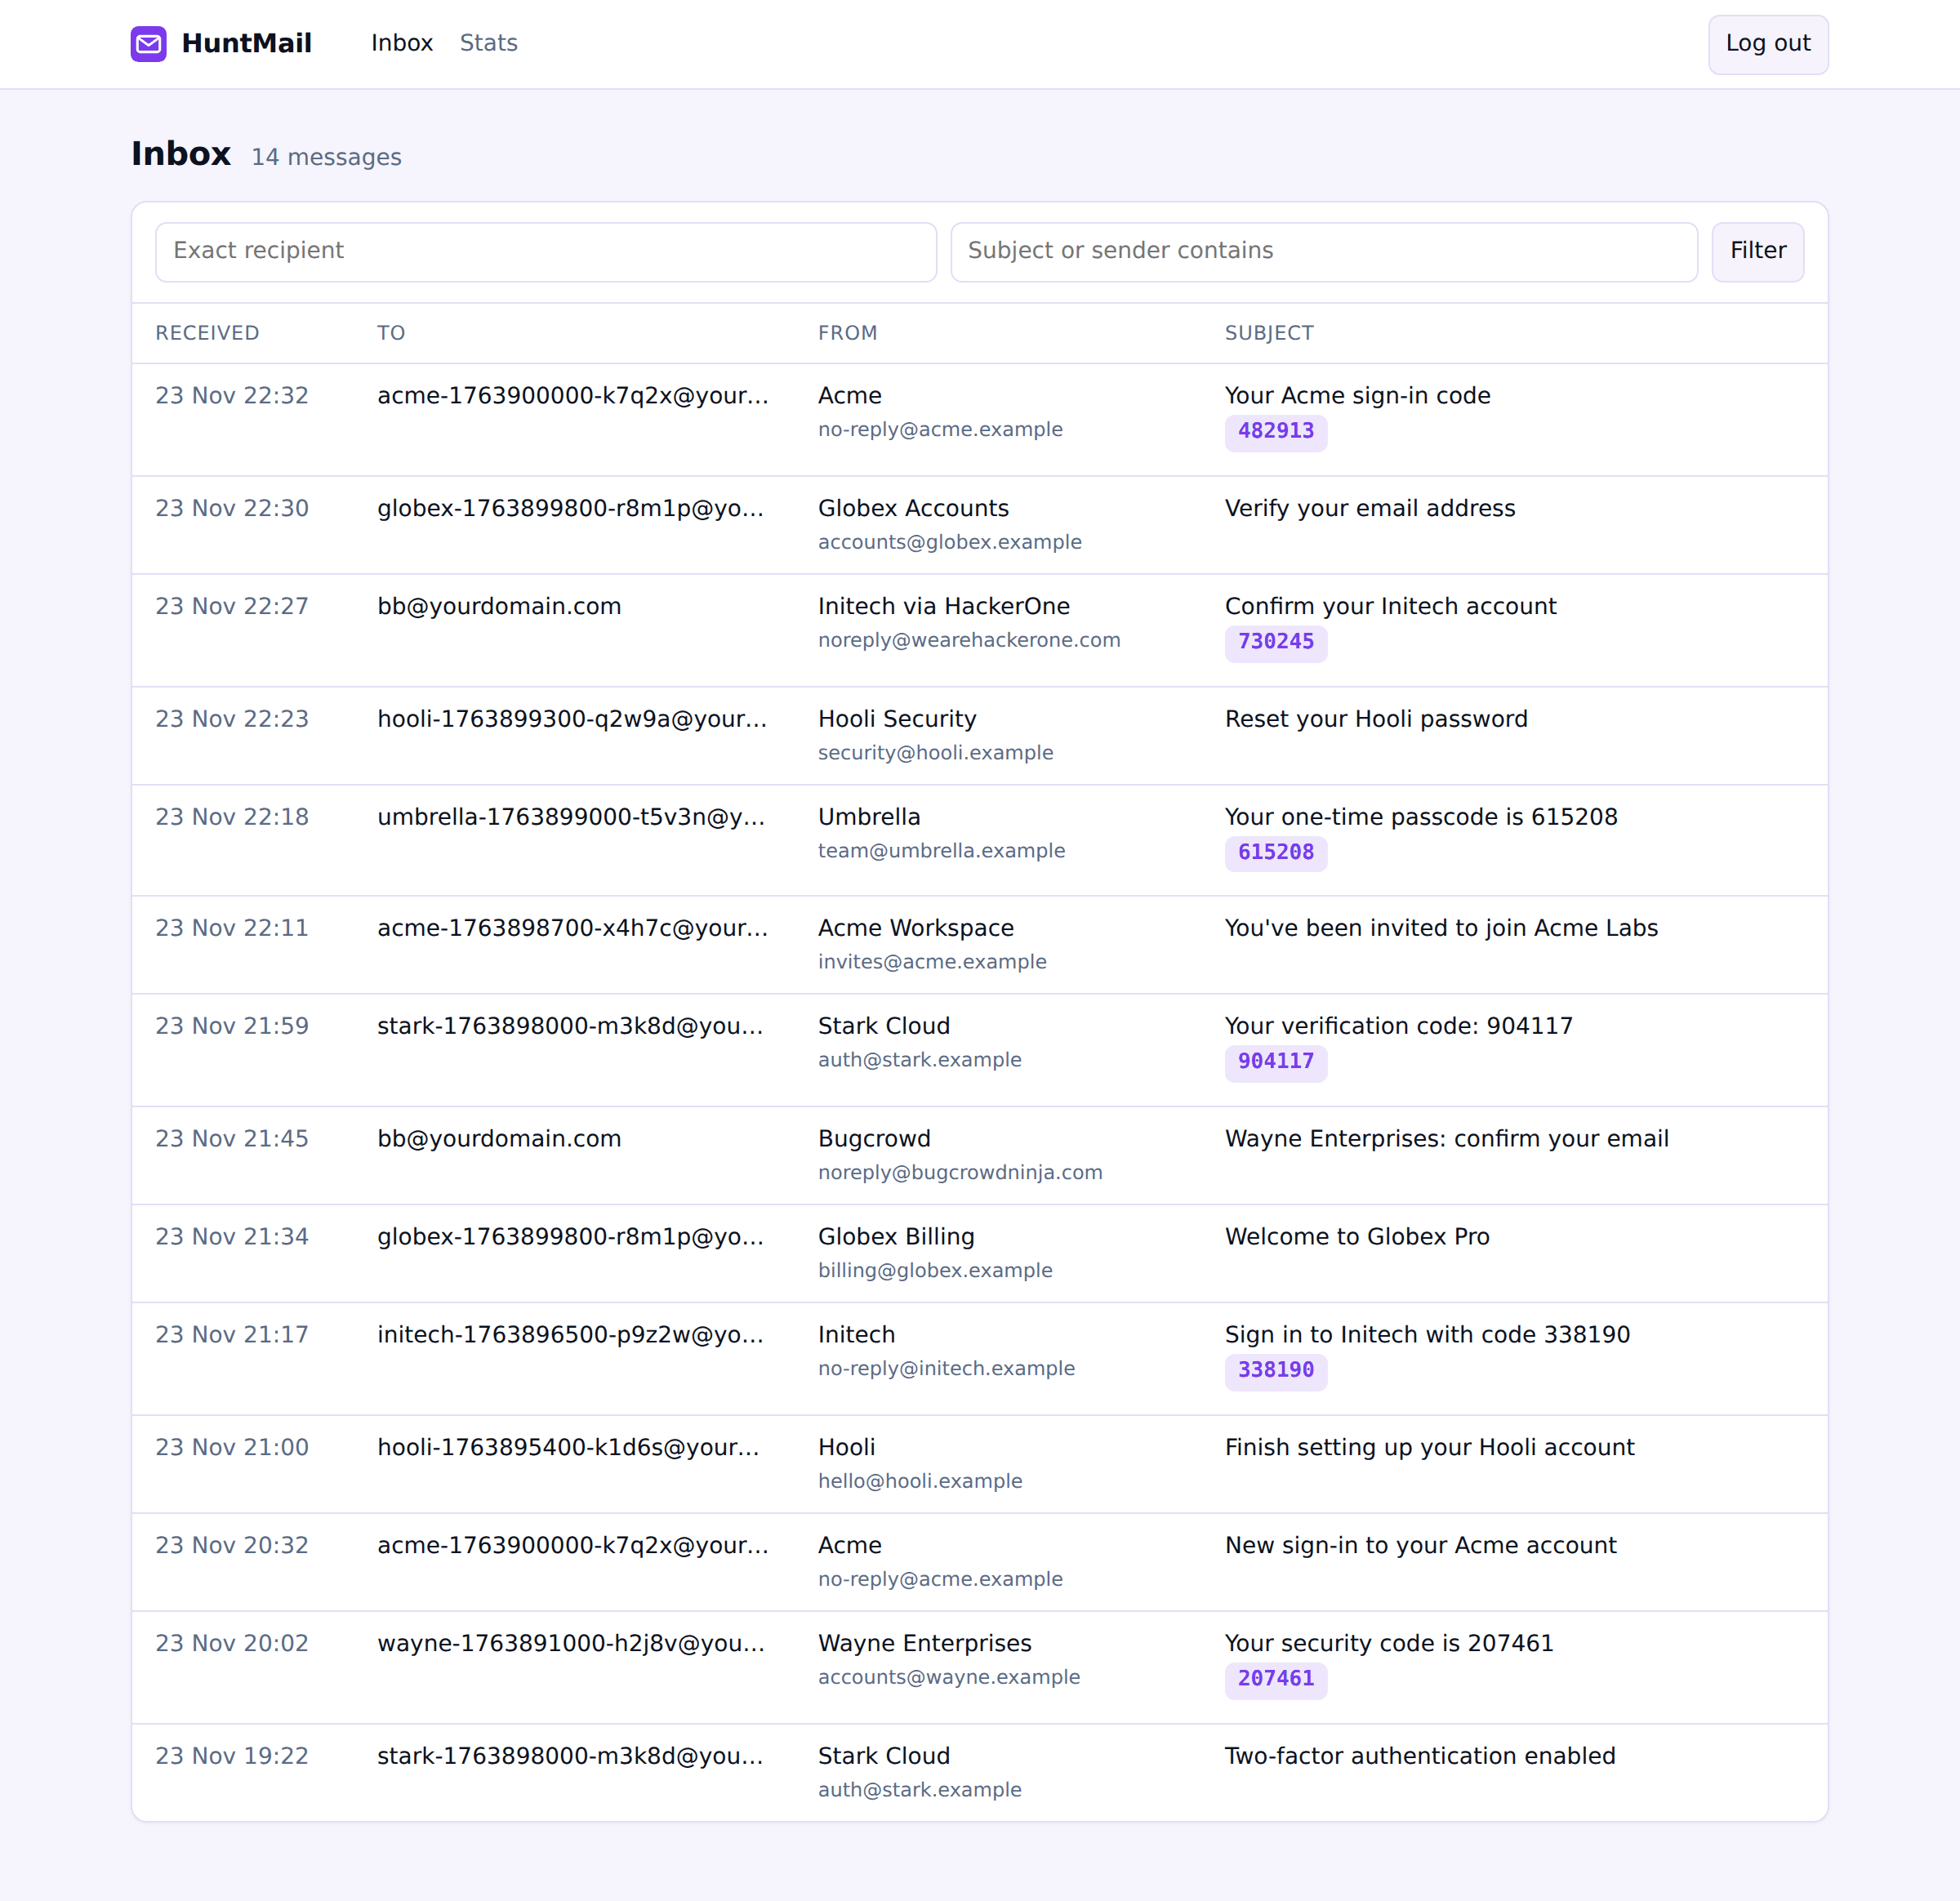 HuntMail Inbox Stats Log out
Inbox 14 messages
Exact recipient Subject or sender contains Filter
RECEIVED TO FROM SUBJECT
23 Nov 22:32 acme-1763900000-k7q2x@your… Acme Your Acme sign-in code
no-reply@acme.example 482913
23 Nov 22:30 globex-1763899800-r8m1p@yo… Globex Accounts Verify your email address
accounts@globex.example
23 Nov 22:27 bb@yourdomain.com Initech via HackerOne Confirm your Initech account
noreply@wearehackerone.com 730245
23 Nov 22:23 hooli-1763899300-q2w9a@your… Hooli Security Reset your Hooli password
security@hooli.example
23 Nov 22:18 umbrella-1763899000-t5v3n@y… Umbrella Your one-time passcode is 615208
team@umbrella.example 615208
23 Nov 22:11 acme-1763898700-x4h7c@your… Acme Workspace You've been invited to join Acme Labs
invites@acme.example
23 Nov 21:59 stark-1763898000-m3k8d@you… Stark Cloud Your verification code: 904117
auth@stark.example 904117
23 Nov 21:45 bb@yourdomain.com Bugcrowd Wayne Enterprises: confirm your email
noreply@bugcrowdninja.com
23 Nov 21:34 globex-1763899800-r8m1p@yo… Globex Billing Welcome to Globex Pro
billing@globex.example
23 Nov 21:17 initech-1763896500-p9z2w@yo… Initech Sign in to Initech with code 338190
no-reply@initech.example 338190
23 Nov 21:00 hooli-1763895400-k1d6s@your… Hooli Finish setting up your Hooli account
hello@hooli.example
23 Nov 20:32 acme-1763900000-k7q2x@your… Acme New sign-in to your Acme account
no-reply@acme.example
23 Nov 20:02 wayne-1763891000-h2j8v@you… Wayne Enterprises Your security code is 207461
accounts@wayne.example 207461
23 Nov 19:22 stark-1763898000-m3k8d@you… Stark Cloud Two-factor authentication enabled
auth@stark.example